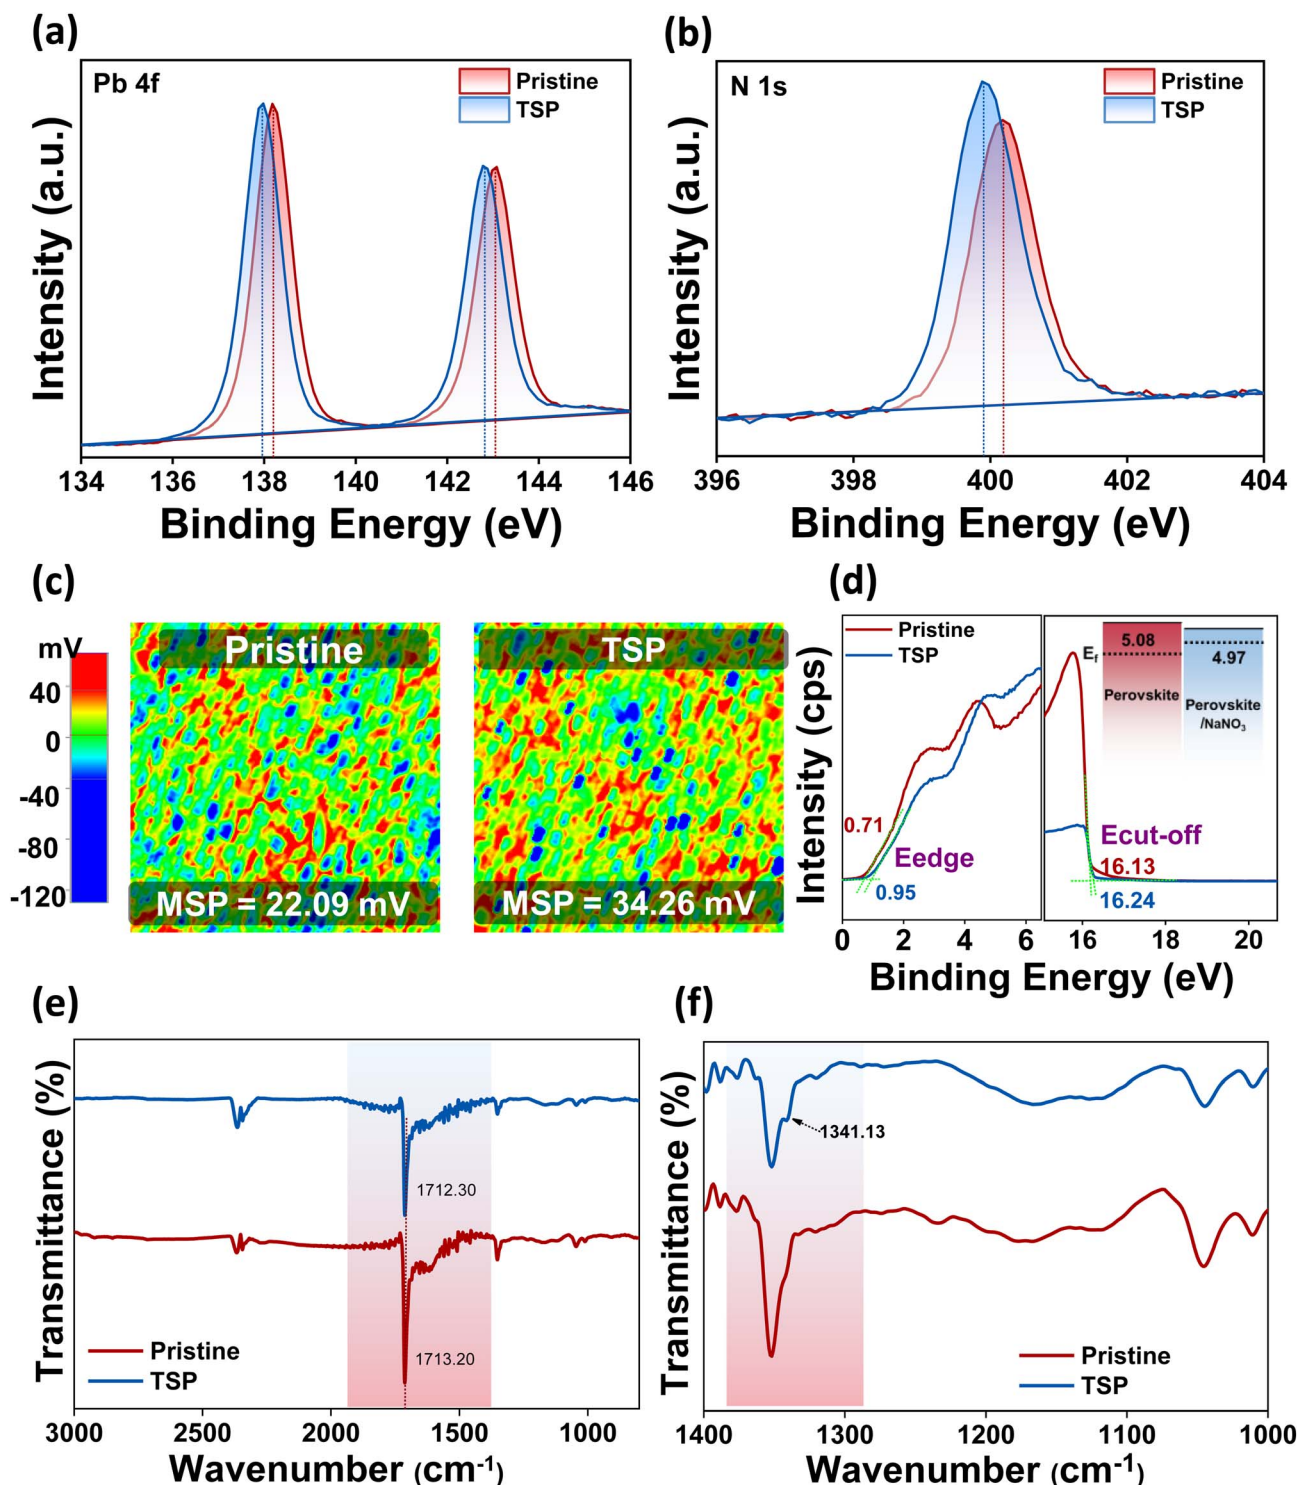 (a)
Pb 4f
Pristine
TSP
Intensity (a.u.)
134 136 138 140 142 144 146
Binding Energy (eV)
(b)
N 1s
Pristine
TSP
Intensity (a.u.)
396 398 400 402 404
Binding Energy (eV)
(c)
mV
40
0
-40
-80
-120
Pristine
MSP = 22.09 mV
TSP
MSP = 34.26 mV
(d)
Pristine
TSP
Intensity (cps)
0.71
Eedge
0.95
Ef
5.08
Perovskite
4.97
Perovskite
/NaNO3
Ecut-off
16.13
16.24
0 2 4 6 16 18 20
Binding Energy (eV)
(e)
Transmittance (%)
1712.30
1713.20
Pristine
TSP
3000 2500 2000 1500 1000
Wavenumber (cm-1)
(f)
Transmittance (%)
1341.13
Pristine
TSP
1400 1300 1200 1100 1000
Wavenumber (cm-1)